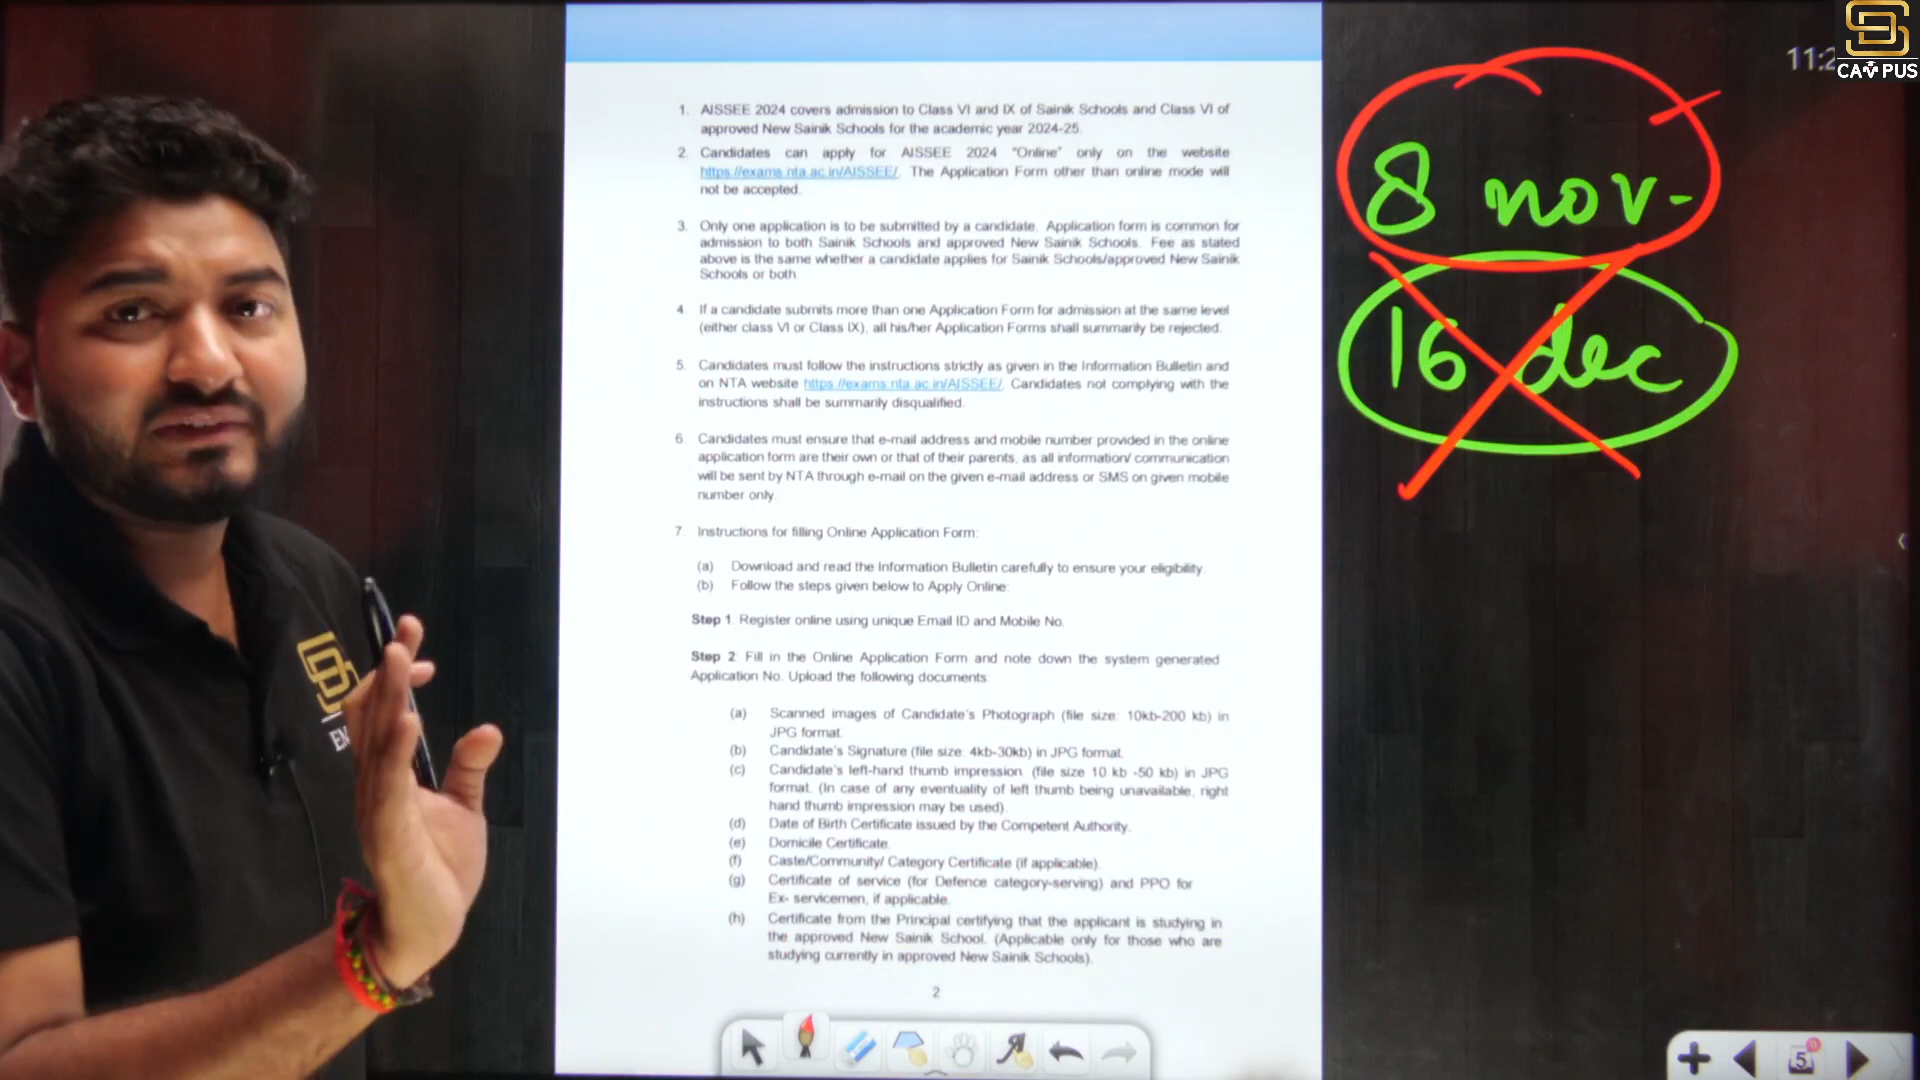 1. AISSEE 2024 covers admission to Class VI and IX of Sainik Schools and Class VI of
approved New Sainik Schools for the academic year 2024-25.
2. Candidates can apply for AISSEE 2024 "Online" only on the website
https://exams.nta.ac.in/AISSEE/. The Application Form other than online mode will
not be accepted.
3. Only one application is to be submitted by a candidate. Application form is common for
admission to both Sainik Schools and approved New Sainik Schools. Fee as stated
above is the same whether a candidate applies for Sainik Schools/approved New Sainik
Schools or both.
4. If a candidate submits more than one Application Form for admission at the same level
(either class VI or Class IX), all his/her Application Forms shall summarily be rejected.
5. Candidates must follow the instructions strictly as given in the Information Bulletin and
on NTA website https://exams.nta.ac.in/AISSEE/. Candidates not complying with the
instructions shall be summarily disqualified.
6. Candidates must ensure that e-mail address and mobile number provided in the online
application form are their own or that of their parents, as all information/ communication
will be sent by NTA through e-mail on the given e-mail address or SMS on given mobile
number only.
7 Instructions for filling Online Application Form:
(a) Download and read the Information Bulletin carefully to ensure your eligibility.
(b) Follow the steps given below to Apply Online:
Step 1: Register online using unique Email ID and Mobile No.
Step 2: Fill in the Online Application Form and note down the system generated
Application No. Upload the following documents:
(a) Scanned images of Candidate's Photograph (file size: 10kb-200 kb) in
JPG format.
(b) Candidate's Signature (file size: 4kb-30kb) in JPG format.
(c) Candidate's left-hand thumb impression. (file size 10 kb -50 kb) in JPG
format. (In case of any eventuality of left thumb being unavailable, right
hand thumb impression may be used).
(d) Date of Birth Certificate issued by the Competent Authority.
(e) Domicile Certificate.
(f) Caste/Community/ Category Certificate (if applicable).
(g) Certificate of service (for Defence category-serving) and PPO for
Ex- servicemen, if applicable.
(h) Certificate from the Principal certifying that the applicant is studying in
the approved New Sainik School. (Applicable only for those who are
studying currently in approved New Sainik Schools).
2
8 nov.
16 dec
SD
CAMPUS
5